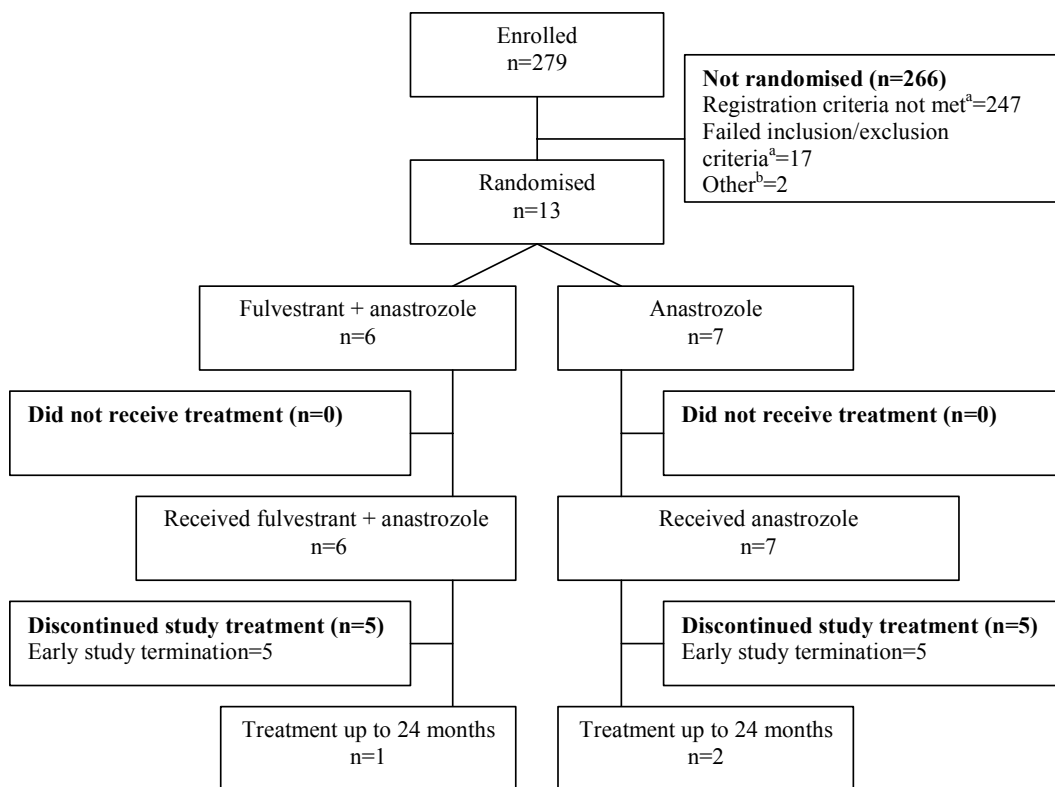 Enrolled
n=279
Not randomised (n=266)
Registration criteria not metᵃ=247
Failed inclusion/exclusion
criteriaᵃ=17
Otherᵇ=2
Randomised
n=13
Fulvestrant + anastrozole
n=6
Anastrozole
n=7
Did not receive treatment (n=0)
Did not receive treatment (n=0)
Received fulvestrant + anastrozole
n=6
Received anastrozole
n=7
Discontinued study treatment (n=5)
Early study termination=5
Discontinued study treatment (n=5)
Early study termination=5
Treatment up to 24 months
n=1
Treatment up to 24 months
n=2